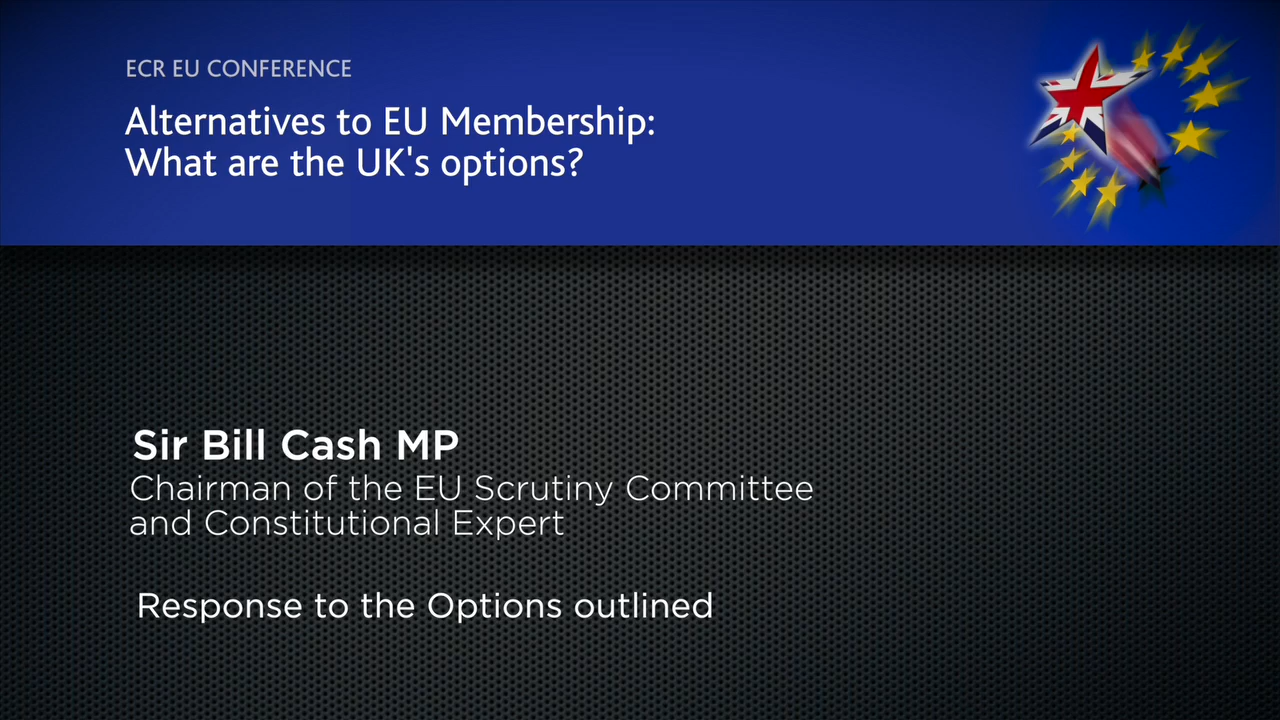 ECR EU CONFERENCE
Alternatives to EU Membership:
What are the UK's options?
Sir Bill Cash MP
Chairman of the EU Scrutiny Committee
and Constitutional Expert
Response to the Options outlined